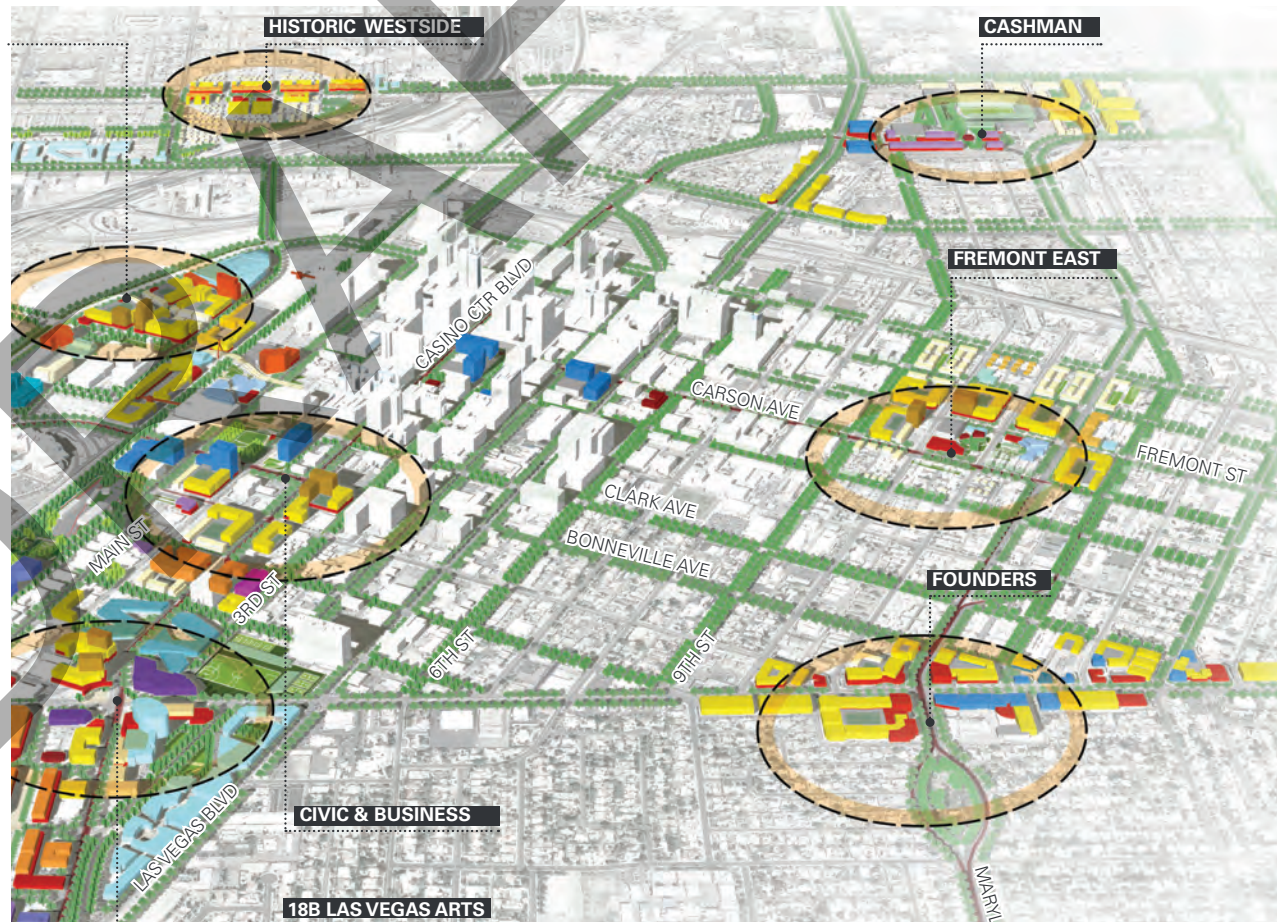 HISTORIC WESTSIDE
CASHMAN
FREMONT EAST
CASINO CTR BLVD
CARSON AVE
FREMONT ST
CLARK AVE
BONNEVILLE AVE
MAIN ST
3RD ST
6TH ST
9TH ST
FOUNDERS
LAS VEGAS BLVD
CIVIC & BUSINESS
MARYL
18B LAS VEGAS ARTS